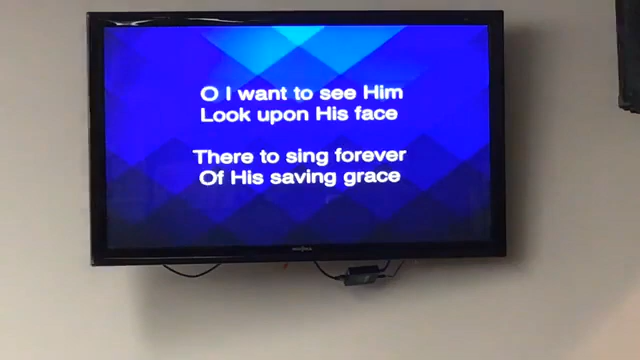 O I want to see Him
Look upon His face
There to sing forever
Of His saving grace